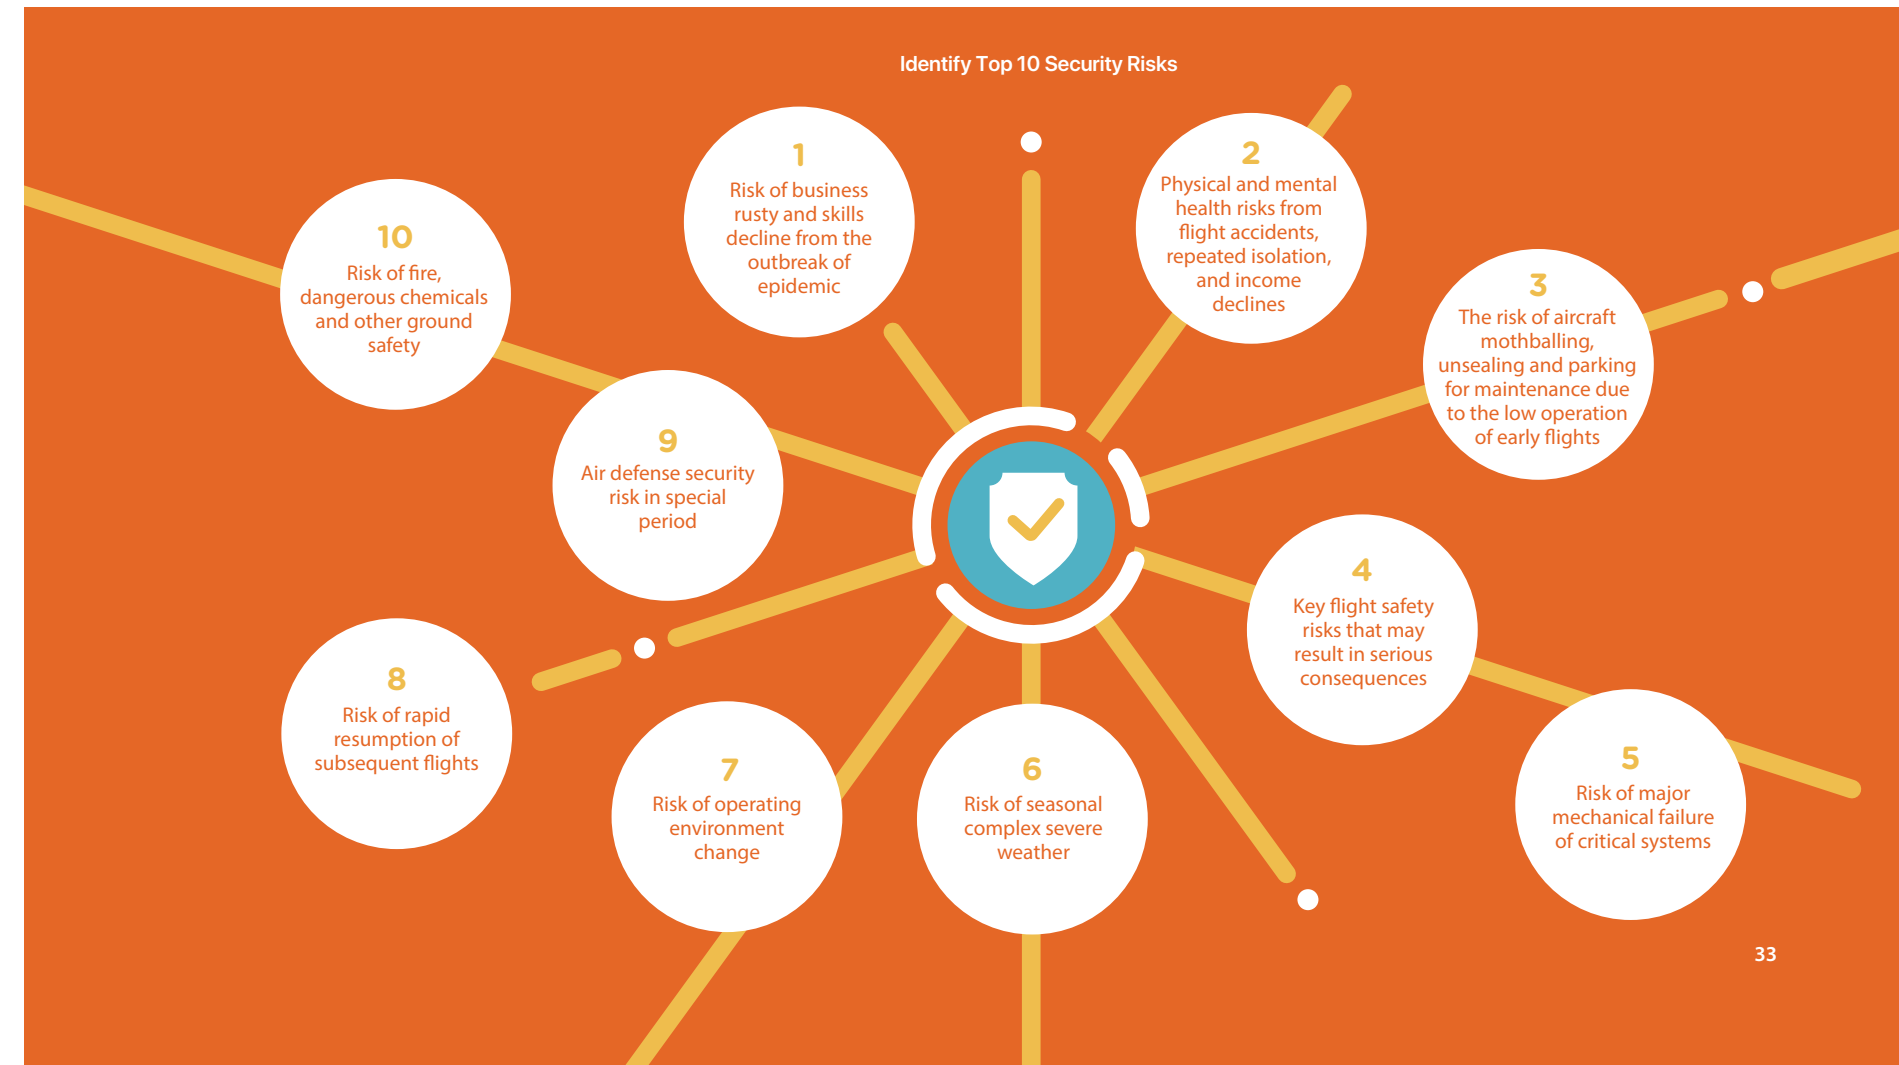 Identify Top 10 Security Risks
1
Risk of business
rusty and skills
decline from the
outbreak of
epidemic
2
Physical and mental
health risks from
flight accidents,
repeated isolation,
and income
declines
3
The risk of aircraft
mothballing,
unsealing and parking
for maintenance due
to the low operation
of early flights
4
Key flight safety
risks that may
result in serious
consequences
5
Risk of major
mechanical failure
of critical systems
6
Risk of seasonal
complex severe
weather
7
Risk of operating
environment
change
8
Risk of rapid
resumption of
subsequent flights
9
Air defense security
risk in special
period
10
Risk of fire,
dangerous chemicals
and other ground
safety
33